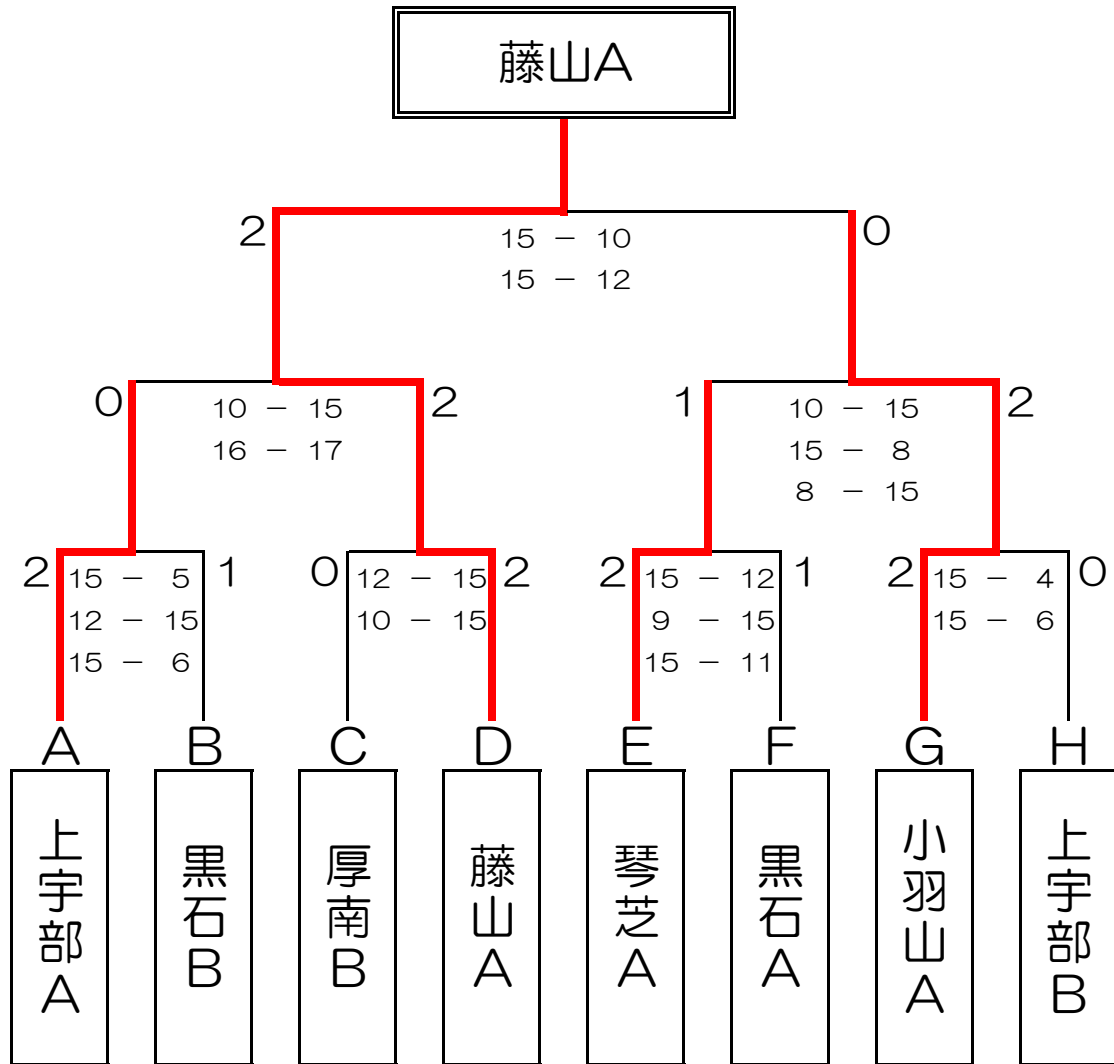 藤山A
2 0
15 － 10
15 － 12
0 2 1 2
10 － 15
16 － 17
10 － 15
15 － 8
8 － 15
2 1 0 2 2 1 2 0
15 － 5
12 － 15
15 － 6
12 － 15
10 － 15
15 － 12
9 － 15
15 － 11
15 － 4
15 － 6
A B C D E F G H
上宇部A
黒石B
厚南B
藤山A
琴芝A
黒石A
小羽山A
上宇部B